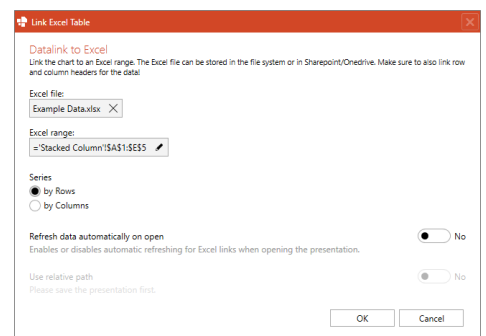 Link Excel Table
Datalink to Excel
Link the chart to an Excel range. The Excel file can be stored in the file system or in Sharepoint/Onedrive. Make sure to also link row
and column headers for the data!
Excel file:
Example Data.xlsx
Excel range:
='Stacked Column'!$A$1:$E$5
Series
by Rows
by Columns
Refresh data automatically on open
No
Enables or disables automatic refreshing for Excel links when opening the presentation.
Use relative path
No
Please save the presentation first.
OK
Cancel